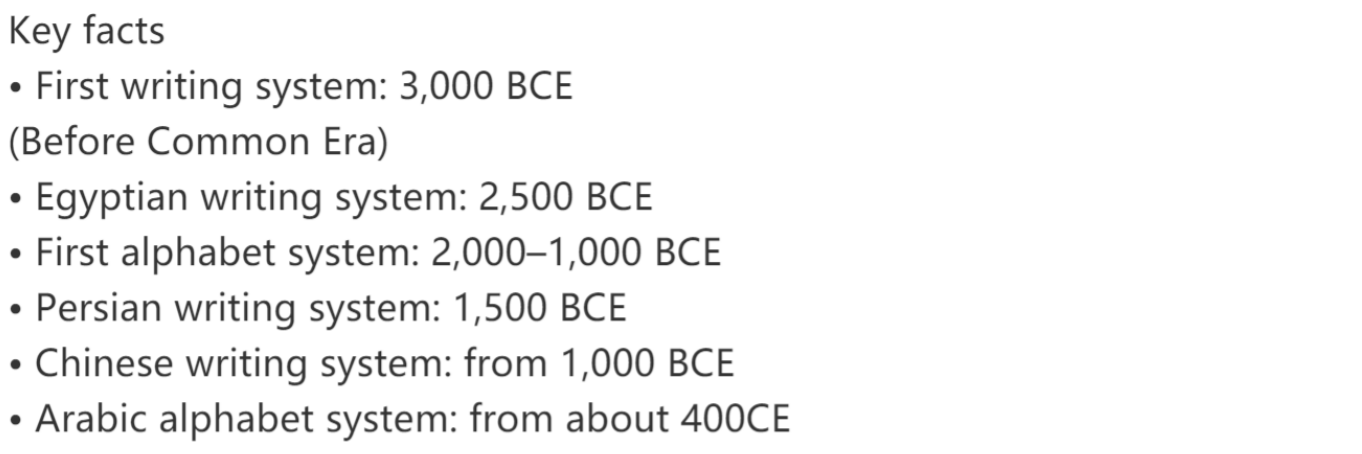 Key facts
• First writing system: 3,000 BCE
(Before Common Era)
• Egyptian writing system: 2,500 BCE
• First alphabet system: 2,000–1,000 BCE
• Persian writing system: 1,500 BCE
• Chinese writing system: from 1,000 BCE
• Arabic alphabet system: from about 400CE